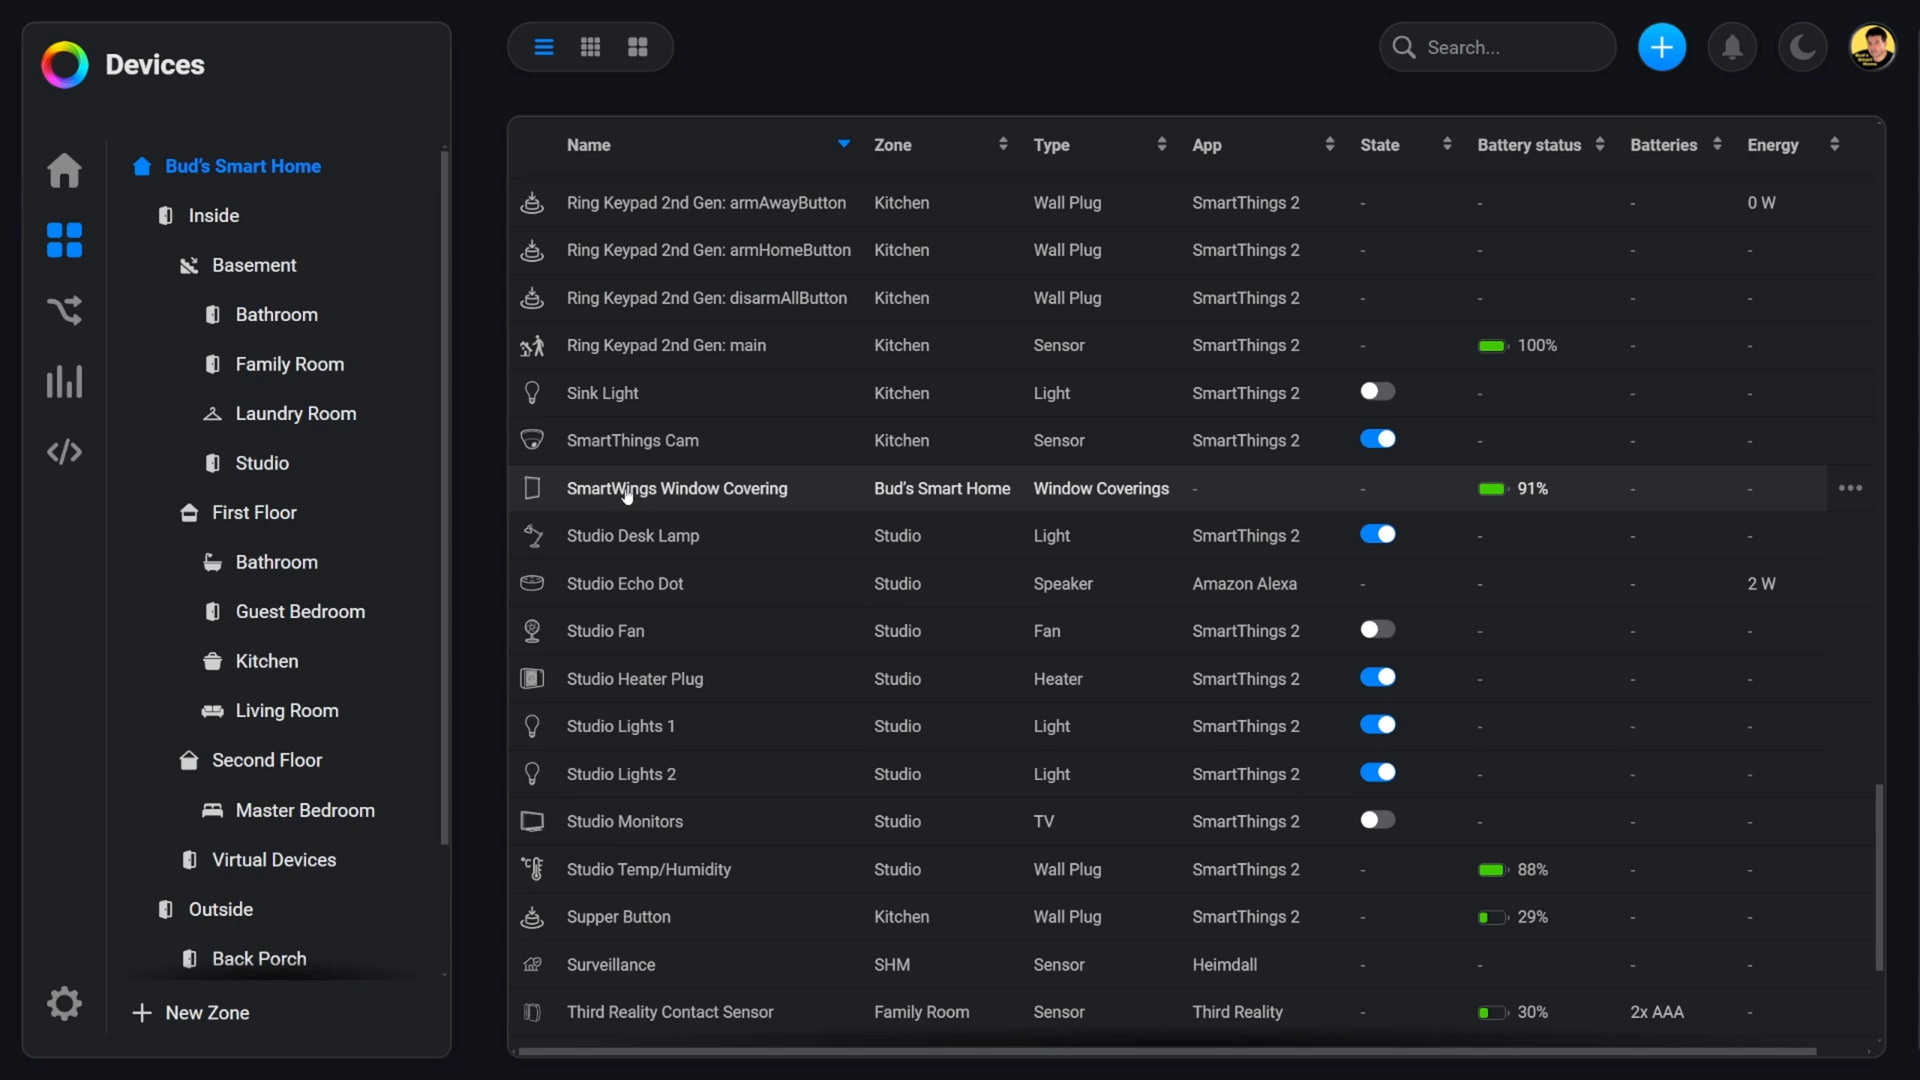 Devices
Search...
Bud's Smart Home
Inside
Basement
Bathroom
Family Room
Laundry Room
Studio
First Floor
Bathroom
Guest Bedroom
Kitchen
Living Room
Second Floor
Master Bedroom
Virtual Devices
Outside
Back Porch
New Zone
Name Zone Type App State Battery status Batteries Energy
Ring Keypad 2nd Gen: armAwayButton Kitchen Wall Plug SmartThings 2 - - - 0 W
Ring Keypad 2nd Gen: armHomeButton Kitchen Wall Plug SmartThings 2 - - - -
Ring Keypad 2nd Gen: disarmAllButton Kitchen Wall Plug SmartThings 2 - - - -
Ring Keypad 2nd Gen: main Kitchen Sensor SmartThings 2 - 100% - -
Sink Light Kitchen Light SmartThings 2 - - -
SmartThings Cam Kitchen Sensor SmartThings 2 - - -
SmartWings Window Covering Bud's Smart Home Window Coverings - - 91% - -
Studio Desk Lamp Studio Light SmartThings 2 - - -
Studio Echo Dot Studio Speaker Amazon Alexa - - - 2 W
Studio Fan Studio Fan SmartThings 2 - - -
Studio Heater Plug Studio Heater SmartThings 2 - - -
Studio Lights 1 Studio Light SmartThings 2 - - -
Studio Lights 2 Studio Light SmartThings 2 - - -
Studio Monitors Studio TV SmartThings 2 - - -
Studio Temp/Humidity Studio Wall Plug SmartThings 2 - 88% - -
Supper Button Kitchen Wall Plug SmartThings 2 - 29% - -
Surveillance SHM Sensor Heimdall - - - -
Third Reality Contact Sensor Family Room Sensor Third Reality - 30% 2x AAA -